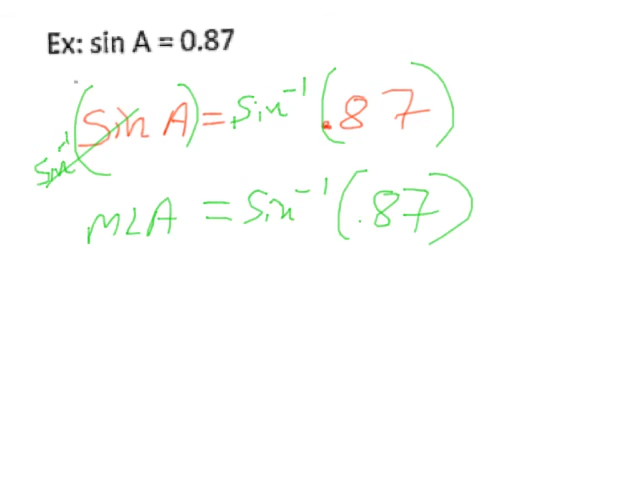 Ex: sin A = 0.87
sin⁻¹(sin A) = sin⁻¹(.87)
m∠A = sin⁻¹(.87)